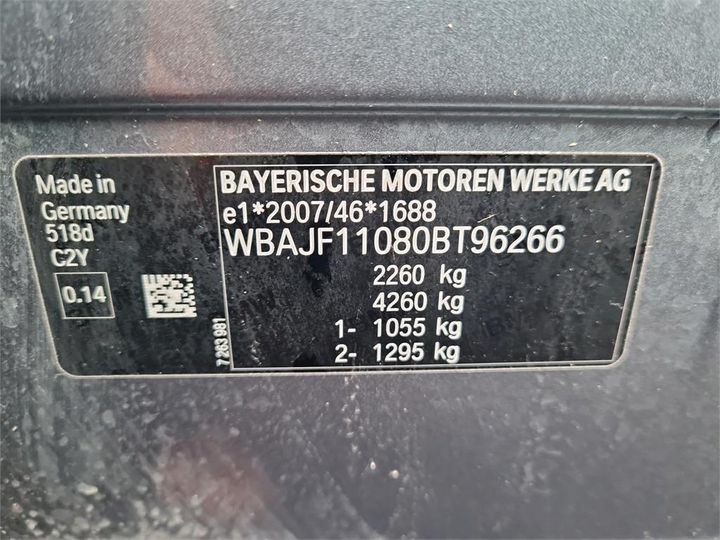 Made in
Germany
518d
C2Y
0.14
7 263 981
BAYERISCHE MOTOREN WERKE AG
e1*2007/46*1688
WBAJF11080BT96266
2260 kg
4260 kg
1- 1055 kg
2- 1295 kg